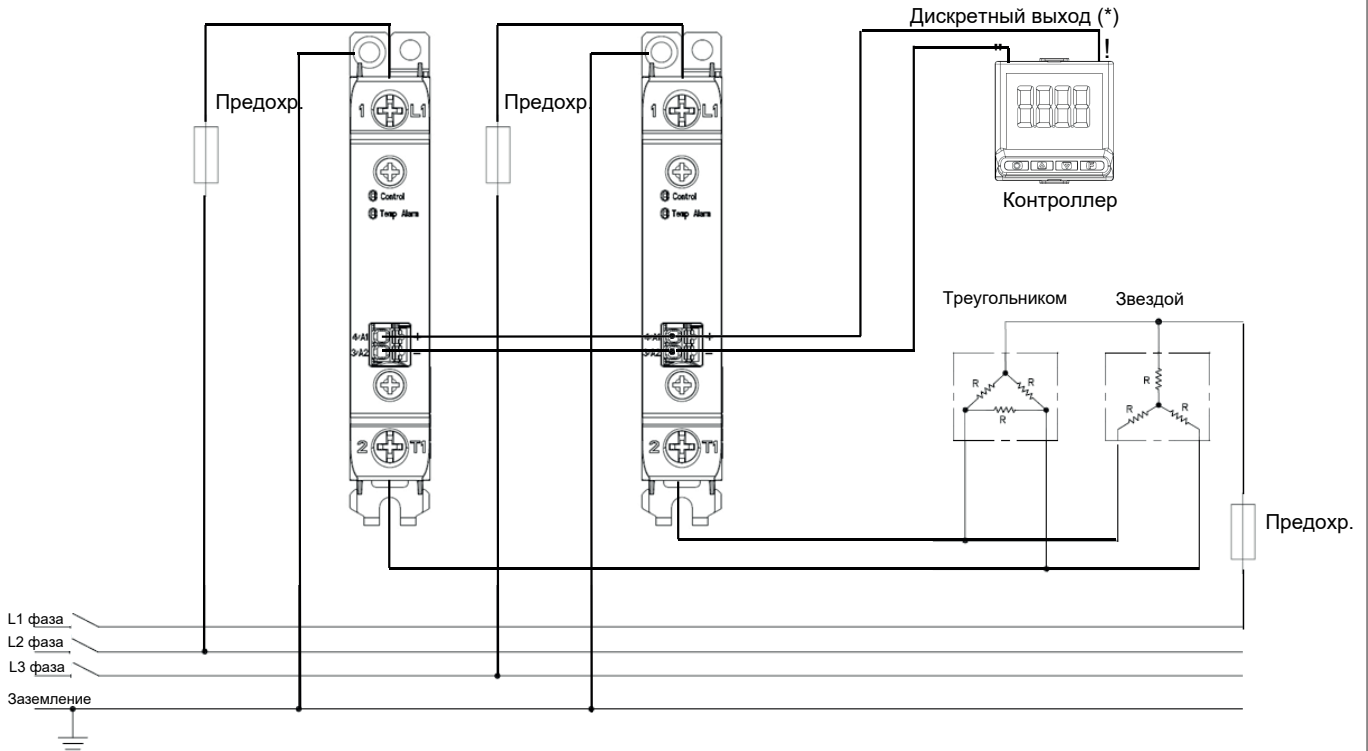 Дискретный выход (*)
" !
Предохр.
Предохр.
1 L1
1 L1
Control
Temp Alarm
Control
Temp Alarm
Контроллер
Треугольником Звездой
4/A1 +
3/A2 −
4/A1 +
3/A2 −
R R
R
R
R R
2 T1
2 T1
Предохр.
L1 фаза
L2 фаза
L3 фаза
Заземление